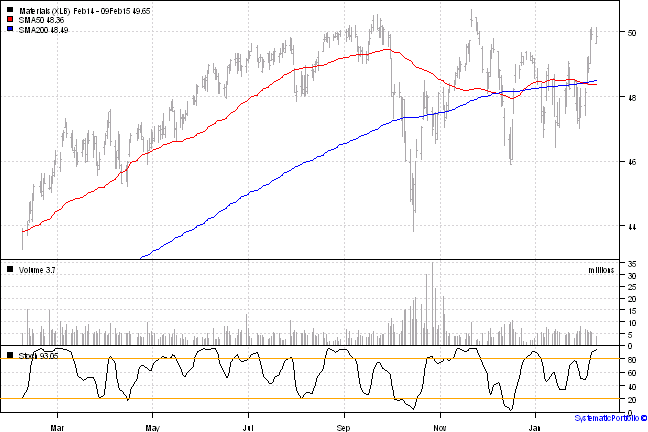 Materials (XLB) Feb14 - 09Feb15 49.65
SMA50 48.36
SMA200 48.49
50
48
46
44
Volume 3.7
millions
35
30
25
20
15
10
5
Stoch 93.05
0
80
60
40
20
0
Mar May Jul Sep Nov Jan
SystematicPortfolio ©